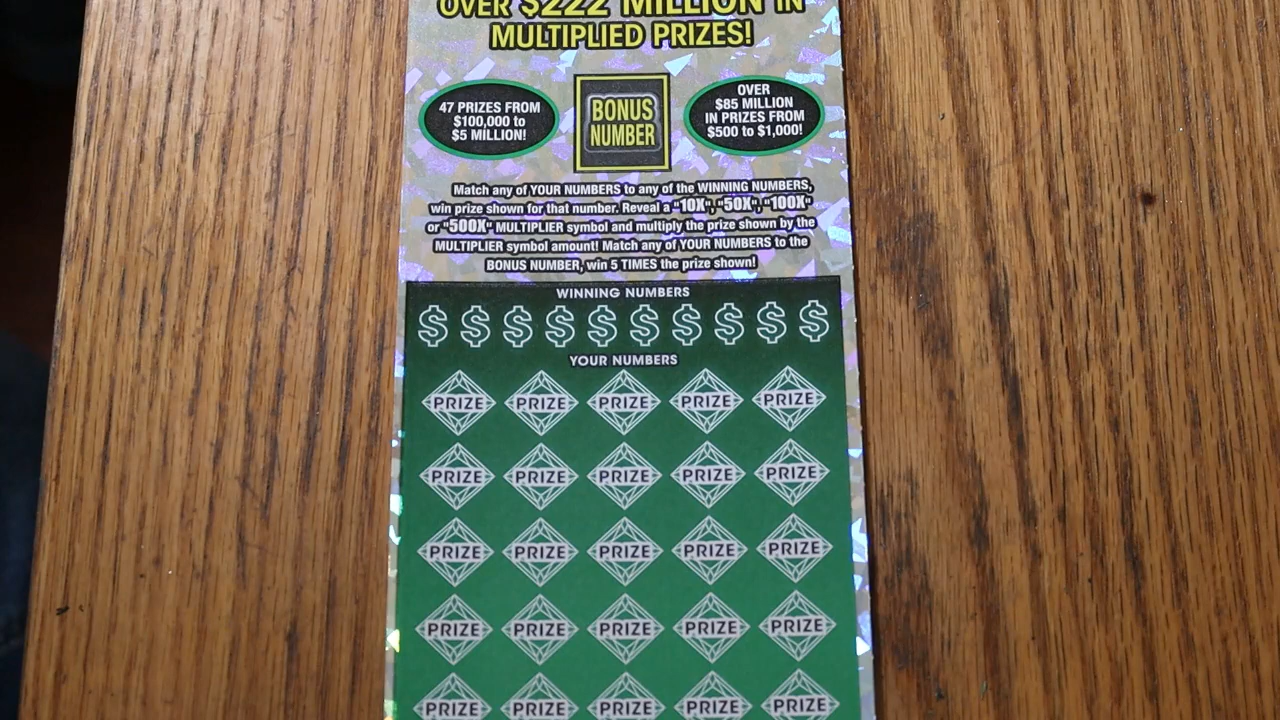 OVER $222 MILLION IN
MULTIPLIED PRIZES!
47 PRIZES FROM
$100,000 to
$5 MILLION!
BONUS
NUMBER
OVER
$85 MILLION
IN PRIZES FROM
$500 to $1,000!
Match any of YOUR NUMBERS to any of the WINNING NUMBERS,
win prize shown for that number. Reveal a "10X", "50X", "100X"
or "500X" MULTIPLIER symbol and multiply the prize shown by the
MULTIPLIER symbol amount! Match any of YOUR NUMBERS to the
BONUS NUMBER, win 5 TIMES the prize shown!
WINNING NUMBERS
$ $ $ $ $ $ $ $ $ $
YOUR NUMBERS
PRIZE PRIZE PRIZE PRIZE PRIZE
PRIZE PRIZE PRIZE PRIZE PRIZE
PRIZE PRIZE PRIZE PRIZE PRIZE
PRIZE PRIZE PRIZE PRIZE PRIZE
PRIZE PRIZE PRIZE PRIZE PRIZE